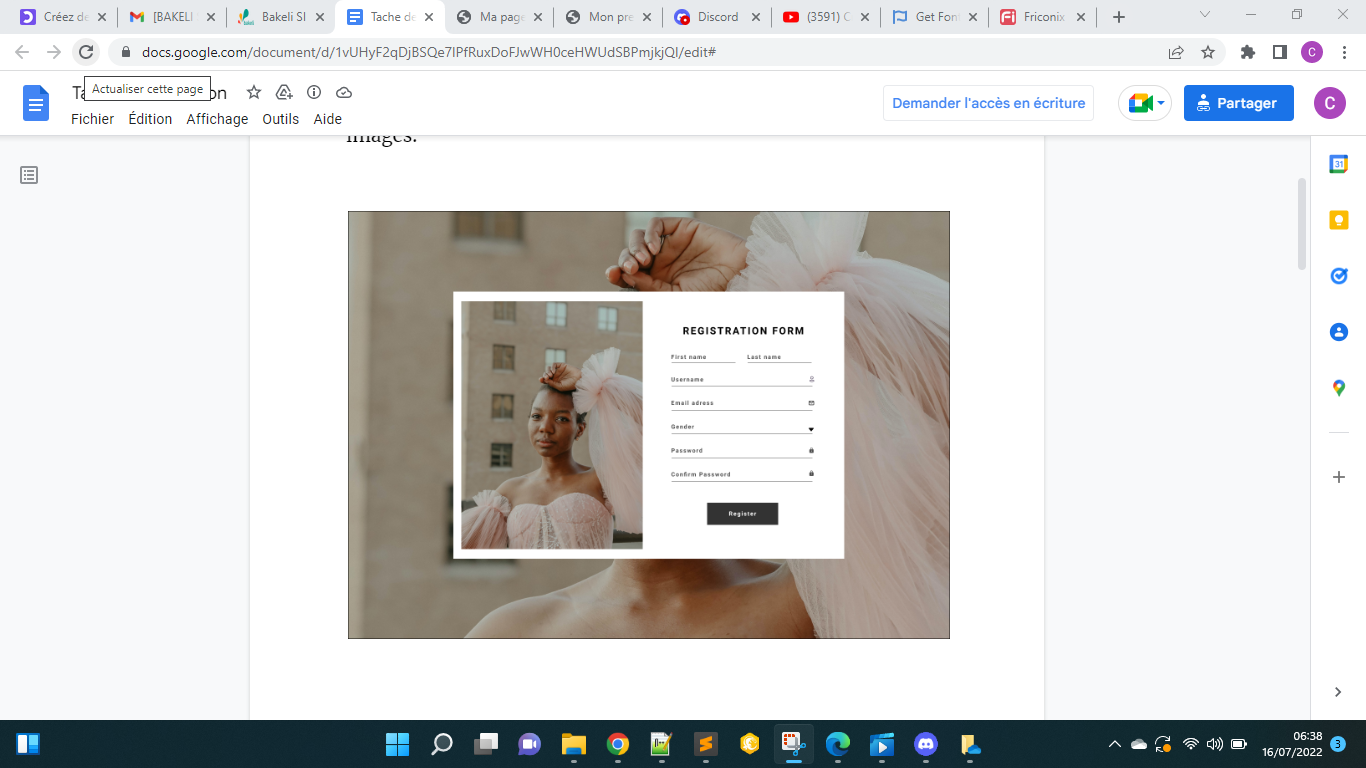 Créez de
[BAKELI
Bakeli SI
Tache de
Ma page
Mon pre
Discord
(3591) C
Get Fon
Friconix
docs.google.com/document/d/1vUHyF2qDjBSQe7IPfRuxDoFJwWH0ceHWUdSBPmjkjQI/edit#
C
Actualiser cette page
on
Demander l'accès en écriture
Partager
C
Fichier Édition Affichage Outils Aide
images.
31
REGISTRATION FORM
First name Last name
Username
Email adress
Gender
Password
Confirm Password
Register
06:38
16/07/2022
3